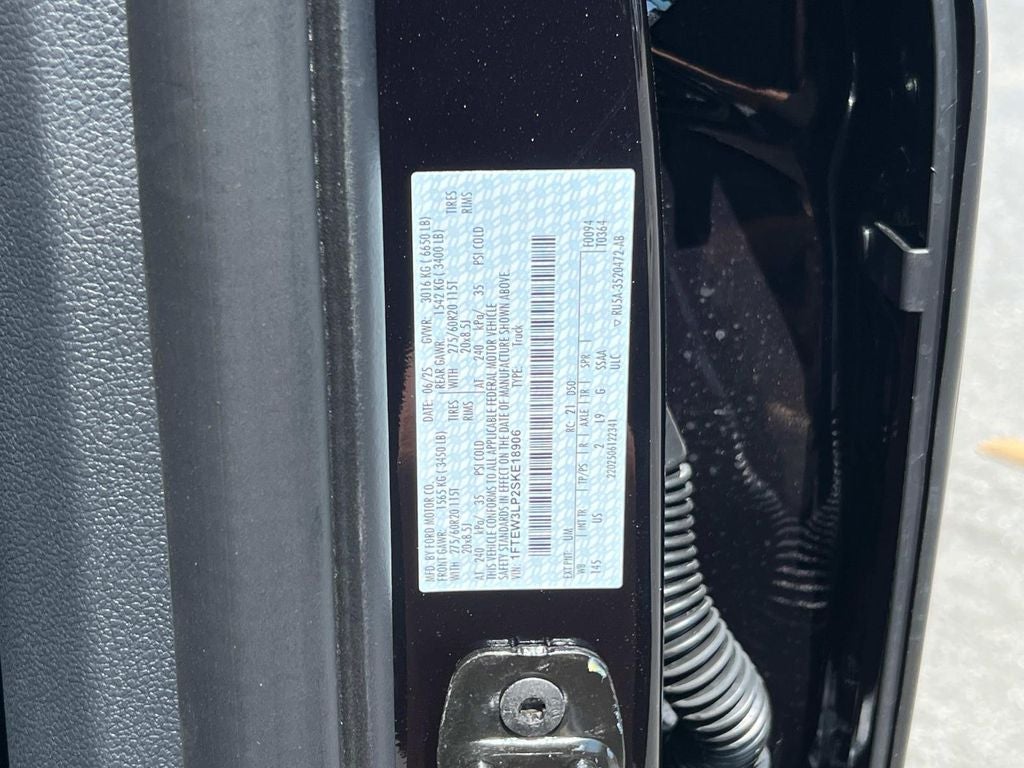 MFD. BY FORD MOTOR CO. DATE: 06/25 GVWR: 3016 KG ( 6650 LB)
FRONT GAWR: 1565 KG ( 3450 LB) REAR GAWR: 1542 KG ( 3400 LB)
WITH 275/60R20 115T TIRES WITH 275/60R20 115T TIRES
20x8.5J RIMS 20x8.5J RIMS
AT 240 kPa/ 35 PSI COLD AT 240 kPa/ 35 PSI COLD
THIS VEHICLE CONFORMS TO ALL APPLICABLE FEDERAL MOTOR VEHICLE
SAFETY STANDARDS IN EFFECT ON THE DATE OF MANUFACTURE SHOWN ABOVE.
VIN: 1FTEW3LP2SKE18906 TYPE: Truck
F0094
T0364
EXT PNT: UM RC: 21 DSO:
WB INT TR TP/PS R AXLE TR SPR
145 US 2 L9 G SSAA
2202506122341 ULC ▽ RU5A-3520472-AB